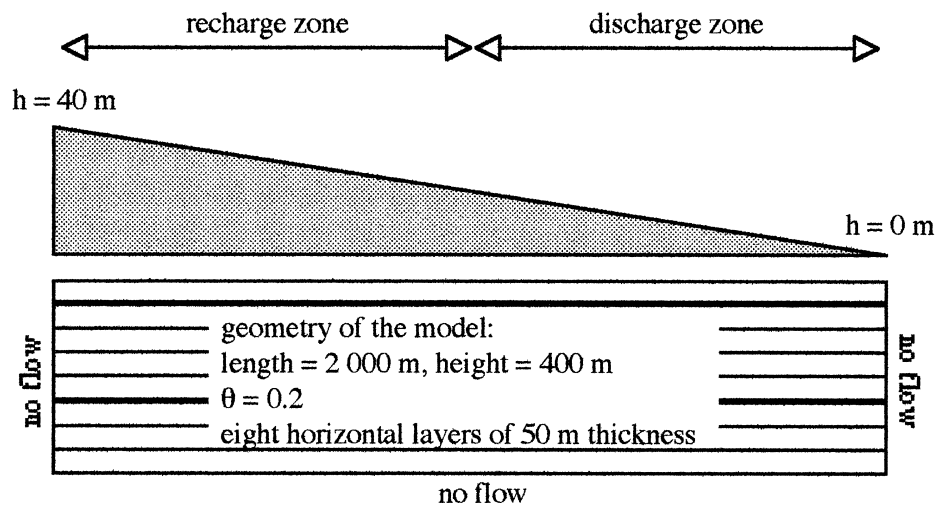 recharge zone
discharge zone
h = 40 m
h = 0 m
no flow
geometry of the model:
length = 2 000 m, height = 400 m
θ = 0.2
eight horizontal layers of 50 m thickness
no flow
no flow